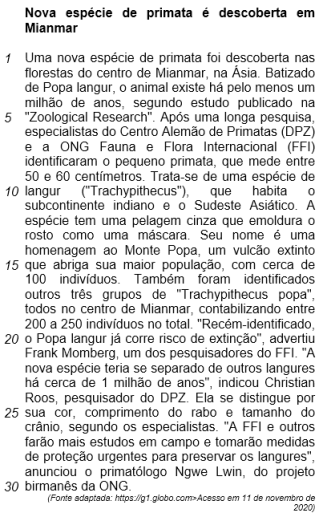 Nova espécie de primata é descoberta em
Mianmar
1 Uma nova espécie de primata foi descoberta nas
florestas do centro de Mianmar, na Ásia. Batizado
de Popa langur, o animal existe há pelo menos um
milhão de anos, segundo estudo publicado na
5 "Zoological Research". Após uma longa pesquisa,
especialistas do Centro Alemão de Primatas (DPZ)
e a ONG Fauna e Flora Internacional (FFI)
identificaram o pequeno primata, que mede entre
50 e 60 centímetros. Trata-se de uma espécie de
10 langur ("Trachypithecus"), que habita o
subcontinente indiano e o Sudeste Asiático. A
espécie tem uma pelagem cinza que emoldura o
rosto como uma máscara. Seu nome é uma
homenagem ao Monte Popa, um vulcão extinto
15 que abriga sua maior população, com cerca de
100 indivíduos. Também foram identificados
outros três grupos de "Trachypithecus popa",
todos no centro de Mianmar, contabilizando entre
200 a 250 indivíduos no total. "Recém-identificado,
20 o Popa langur já corre risco de extinção", advertiu
Frank Momberg, um dos pesquisadores do FFI. "A
nova espécie teria se separado de outros langures
há cerca de 1 milhão de anos", indicou Christian
Roos, pesquisador do DPZ. Ela se distingue por
25 sua cor, comprimento do rabo e tamanho do
crânio, segundo os especialistas. "A FFI e outros
farão mais estudos em campo e tomarão medidas
de proteção urgentes para preservar os langures",
anunciou o primatólogo Ngwe Lwin, do projeto
30 birmanês da ONG.
(Fonte adaptada: https://g1.globo.com>Acesso em 11 de novembro de
2020)